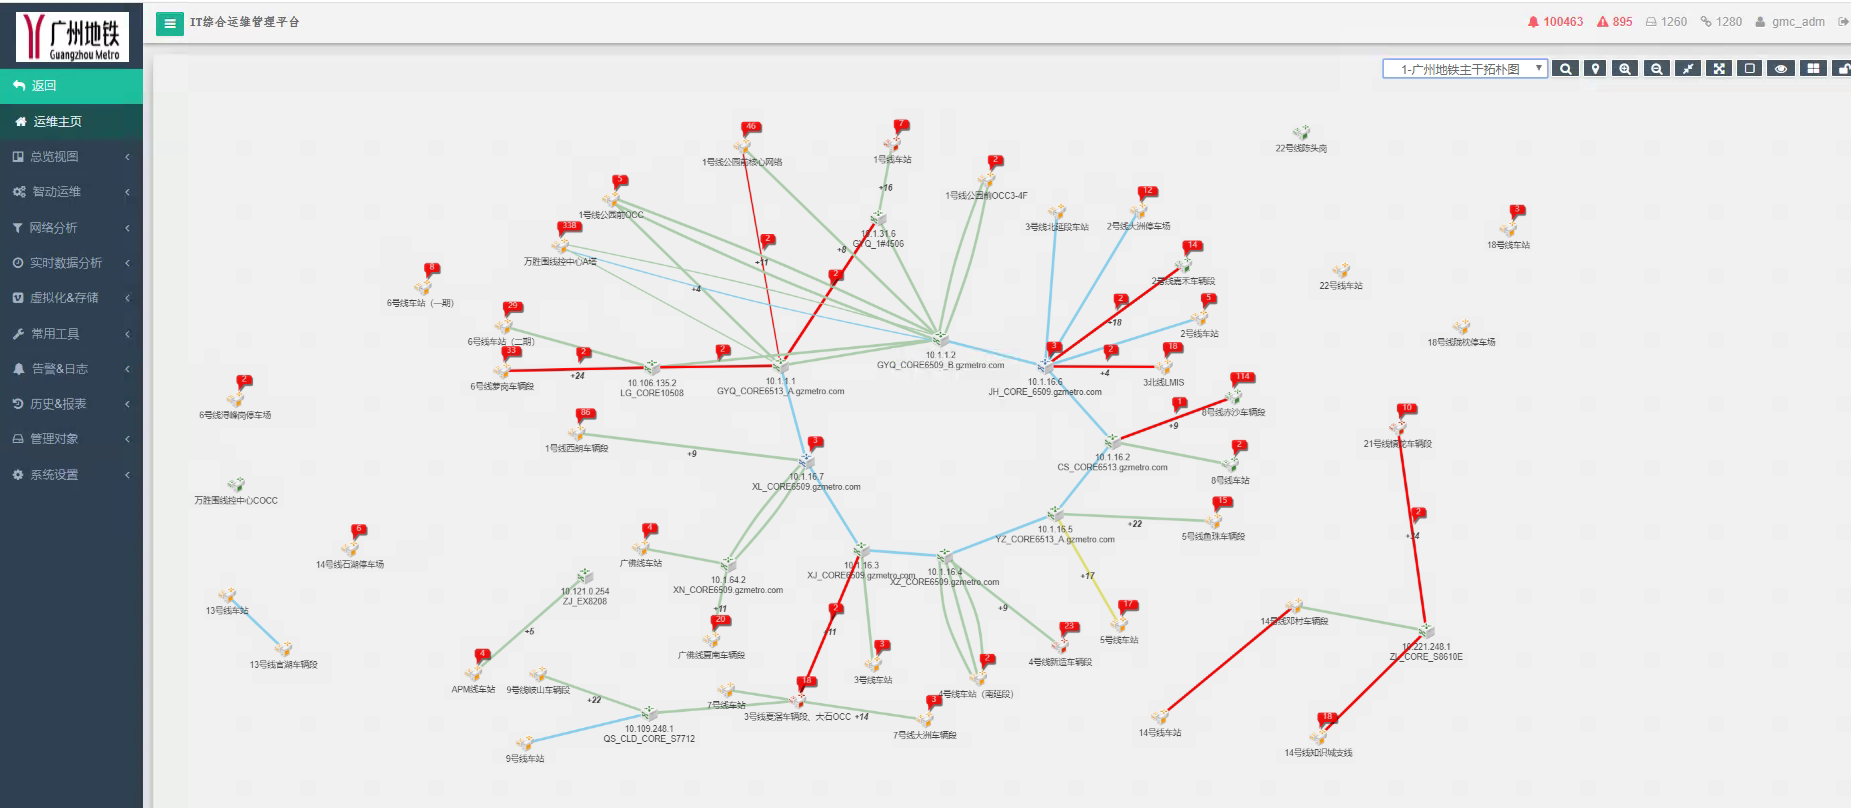 广州地铁
Guangzhou Metro
IT综合运维管理平台
100463
895
1260
1280
gmc_adm
返回
运维主页
总览视图
智动运维
网络分析
实时数据分析
虚拟化&存储
常用工具
告警&日志
历史&报表
管理对象
系统设置
1-广州地铁主干拓朴图
46
1号线公园前核心网络
7
1号线车站
+16
2
1号线公园前OCC3-4F
22号线陈头岗
5
1号线公园前OCC
338
万胜围线控中心A塔
10.1.31.6
GYQ_1#4506
3号线北延段车站
12
2号线大洲停车场
3
18号线车站
8
6号线车站（一期）
2
+11
+8
2
+4
14
2号线嘉禾车辆段
22号线车站
29
6号线车站（二期）
2
+18
5
2号线车站
18号线陇枕停车场
33
6号线萝岗车辆段
2
+24
10.106.135.2
LG_CORE10508
2
10.1.1.1
GYQ_CORE6513_A.gzmetro.com
10.1.1.2
GYQ_CORE6509_B.gzmetro.com
3
10.1.16.6
JH_CORE_6509.gzmetro.com
2
+4
18
3北线LMIS
2
6号线浔峰岗停车场
114
8号线赤沙车辆段
1
+9
10
21号线镇龙车辆段
86
1号线西朗车辆段
+9
3
10.1.16.7
XL_CORE6509.gzmetro.com
10.1.16.2
CS_CORE6513.gzmetro.com
2
8号线车站
万胜围线控中心COCC
15
5号线鱼珠车辆段
+22
10.1.16.5
YZ_CORE6513_A.gzmetro.com
2
6
14号线石湖停车场
4
广佛线车站
10.1.64.2
XN_CORE6509.gzmetro.com
10.1.16.3
XJ_CORE6509.gzmetro.com
10.1.16.4
XZ_CORE6509.gzmetro.com
+17
10.121.0.254
ZJ_EX8208
13号线车站
+11
20
广佛线夏南车辆段
2
+11
+9
17
5号线车站
14号线邓村车辆段
10.221.248.1
ZL_CORE_S8610E
+5
13号线官湖车辆段
23
4号线新造车辆段
4
APM线车站
9号线岐山车辆段
3
3号线车站
2
4号线车站（南延段）
+22
7号线车站
18
3号线夏滘车辆段、大石OCC
+14
3
7号线大洲车辆段
10.109.248.1
QS_CLD_CORE_S7712
9号线车站
14号线车站
18
14号线知识城支线